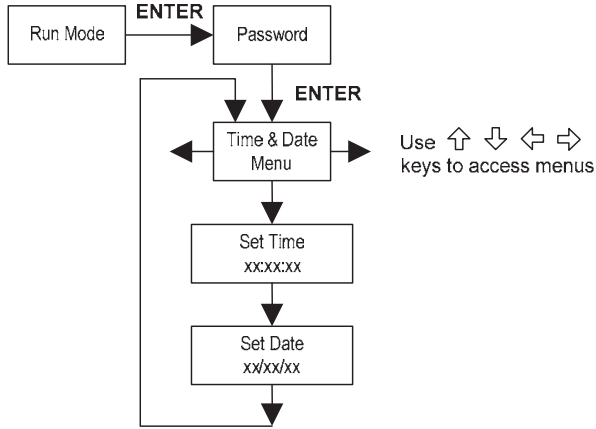 Run Mode
ENTER
Password
ENTER
Time & Date
Menu
Use ⇧ ⇩ ⇦ ⇨
keys to access menus
Set Time
xx:xx:xx
Set Date
xx/xx/xx